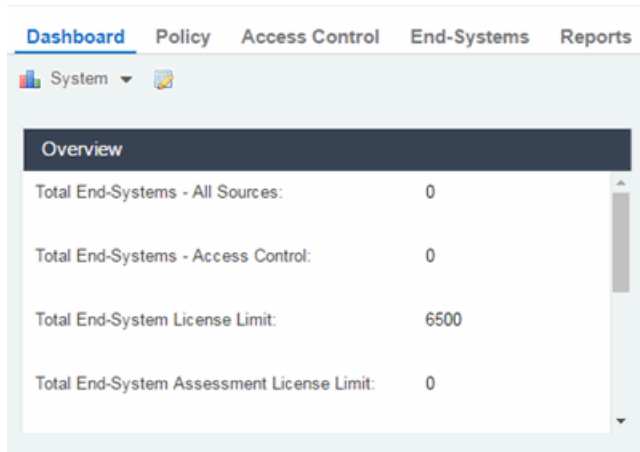 Dashboard Policy Access Control End-Systems Reports
System
Overview
Total End-Systems - All Sources: 0
Total End-Systems - Access Control: 0
Total End-System License Limit: 6500
Total End-System Assessment License Limit: 0